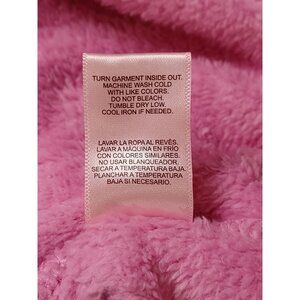 TURN GARMENT INSIDE OUT.
MACHINE WASH COLD
WITH LIKE COLORS.
DO NOT BLEACH.
TUMBLE DRY LOW.
COOL IRON IF NEEDED.
LAVAR LA ROPA AL REVÉS.
LAVAR A MÁQUINA EN FRÍO
CON COLORES SIMILARES.
NO USAR BLANQUEADOR.
SECAR A TEMPERATURA BAJA.
PLANCHAR A TEMPERATURA
BAJA SI NECESARIO.